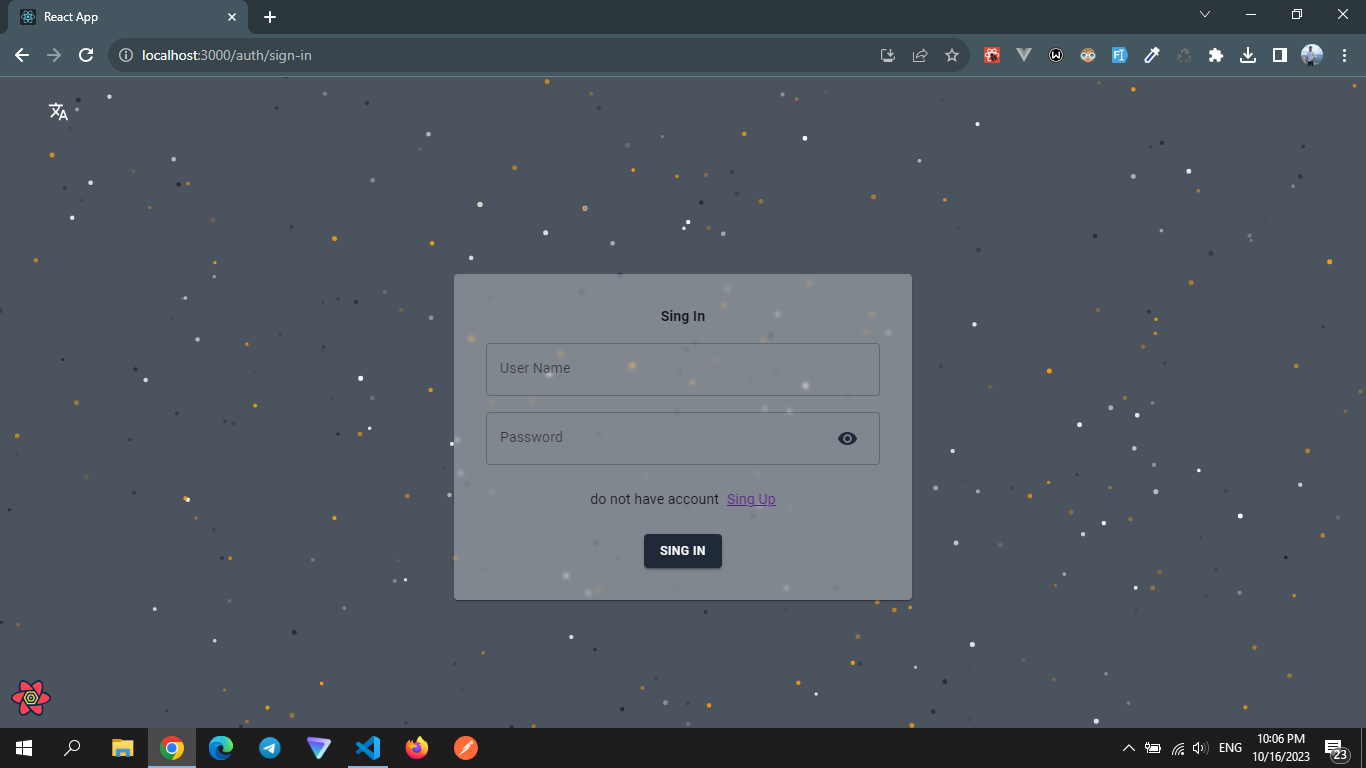 React App
localhost:3000/auth/sign-in
Sing In
User Name
Password
do not have account Sing Up
SING IN
ENG
10:06 PM
10/16/2023
23